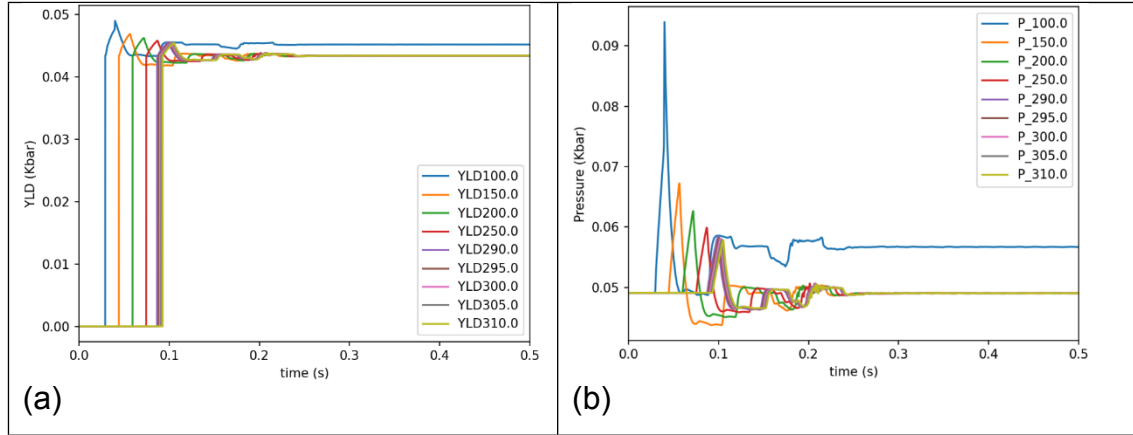 0.05
0.04
0.03
0.02
0.01
0.00
YLD (Kbar)
0.0
0.1
0.2
0.3
0.4
0.5
time (s)
YLD100.0
YLD150.0
YLD200.0
YLD250.0
YLD290.0
YLD295.0
YLD300.0
YLD305.0
YLD310.0
(a)
0.09
0.08
0.07
0.06
0.05
Pressure (Kbar)
0.0
0.1
0.2
0.3
0.4
0.5
time (s)
P_100.0
P_150.0
P_200.0
P_250.0
P_290.0
P_295.0
P_300.0
P_305.0
P_310.0
(b)